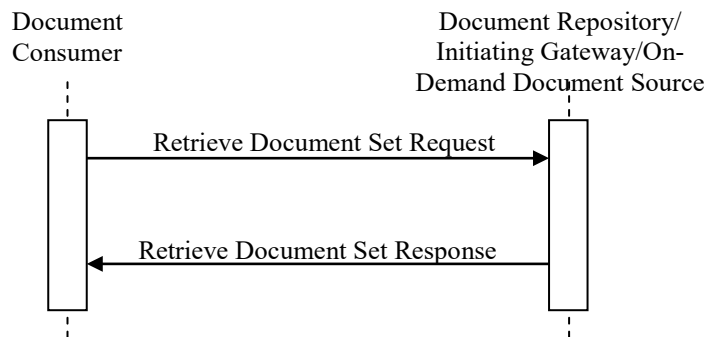 Document
Consumer
Document Repository/
Initiating Gateway/On-
Demand Document Source
Retrieve Document Set Request
Retrieve Document Set Response